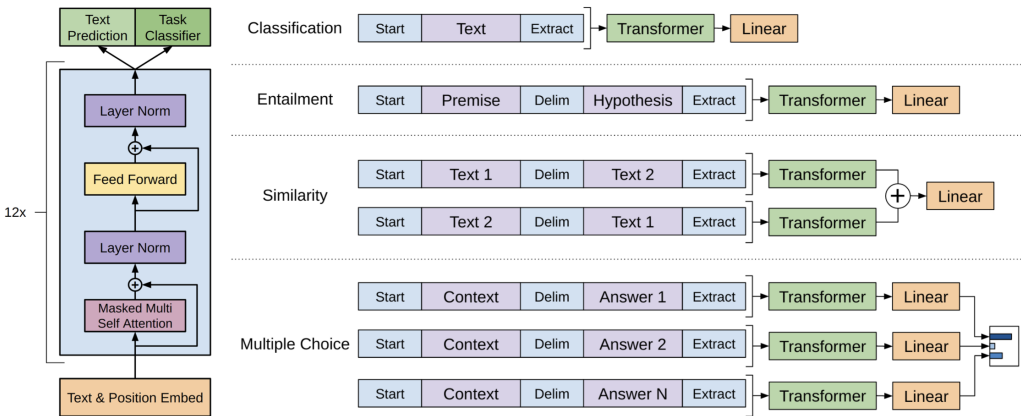 Text
Prediction
Task
Classifier
Layer Norm
Feed Forward
12x
Layer Norm
Masked Multi
Self Attention
Text & Position Embed
Classification
Start Text Extract Transformer Linear
Entailment
Start Premise Delim Hypothesis Extract Transformer Linear
Similarity
Start Text 1 Delim Text 2 Extract Transformer
Start Text 2 Delim Text 1 Extract Transformer
Linear
Multiple Choice
Start Context Delim Answer 1 Extract Transformer Linear
Start Context Delim Answer 2 Extract Transformer Linear
Start Context Delim Answer N Extract Transformer Linear